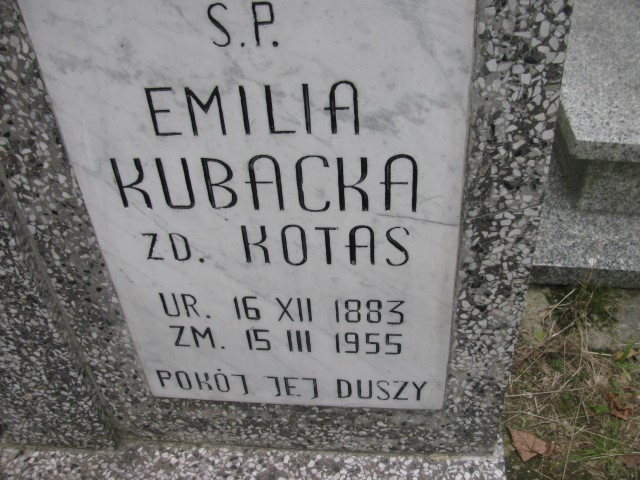 S.P.
EMILIA
KUBACKA
ZD. KOTAS
UR. 16 XII 1883
ZM. 15 III 1955
POKÓJ JEJ DUSZY